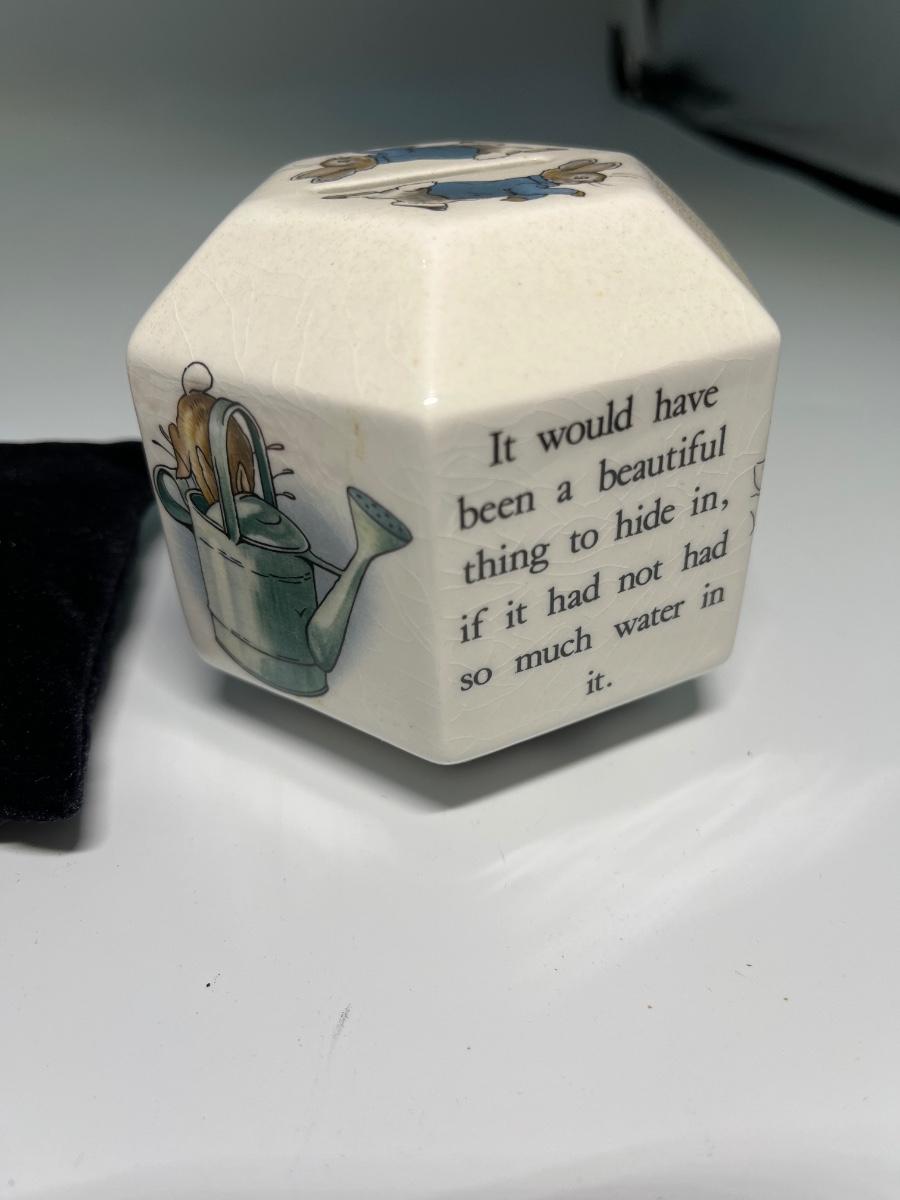 It would have
been a beautiful
thing to hide in,
if it had not had
so much water in
it.